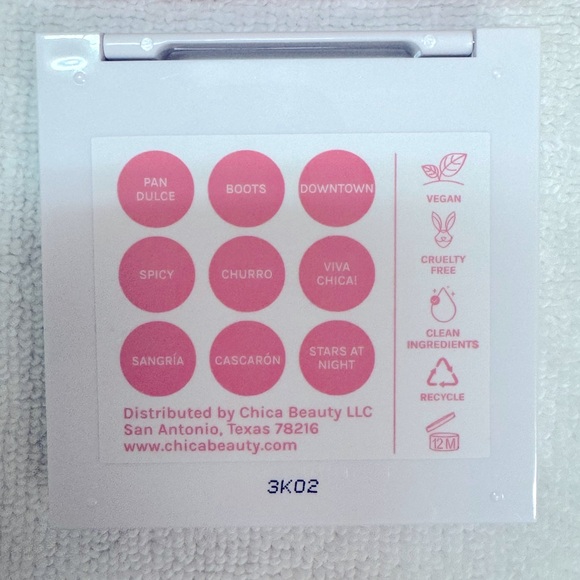 PAN
DULCE
BOOTS
DOWNTOWN
SPICY
CHURRO
VIVA
CHICA!
SANGRÍA
CASCARÓN
STARS AT
NIGHT
Distributed by Chica Beauty LLC
San Antonio, Texas 78216
www.chicabeauty.com
VEGAN
CRUELTY
FREE
CLEAN
INGREDIENTS
RECYCLE
12 M
3K02